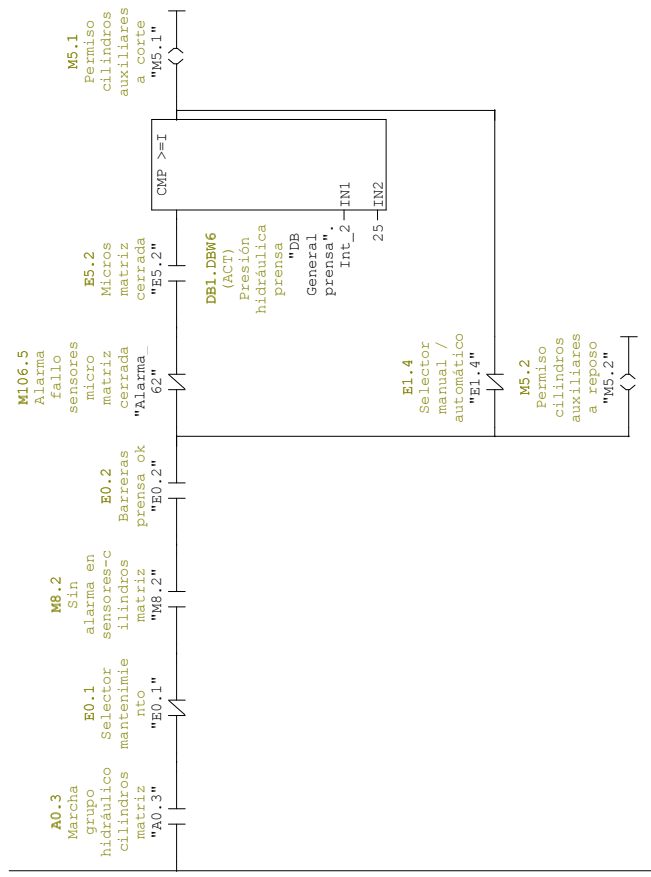 A0.3
Marcha
grupo
hidráulico
cilindros
matriz
"A0.3"
E0.1
Selector
mantenimie
nto
"E0.1"
M8.2
Sin
alarma en
sensores-c
ilindros
matriz
"M8.2"
E0.2
Barreras
prensa ok
"E0.2"
M106.5
Alarma
fallo
sensores
micro
matriz
cerrada
"Alarma_
62"
E5.2
Micros
matriz
cerrada
"E5.2"
CMP >=I
M5.1
Permiso
cilindros
auxiliares
a corte
"M5.1"
DB1.DBW6
(ACT)
Presión
hidráulica
prensa
"DB
General
prensa".
Int_2
IN1
25
IN2
E1.4
Selector
manual /
automático
"E1.4"
M5.2
Permiso
cilindros
auxiliares
a reposo
"M5.2"